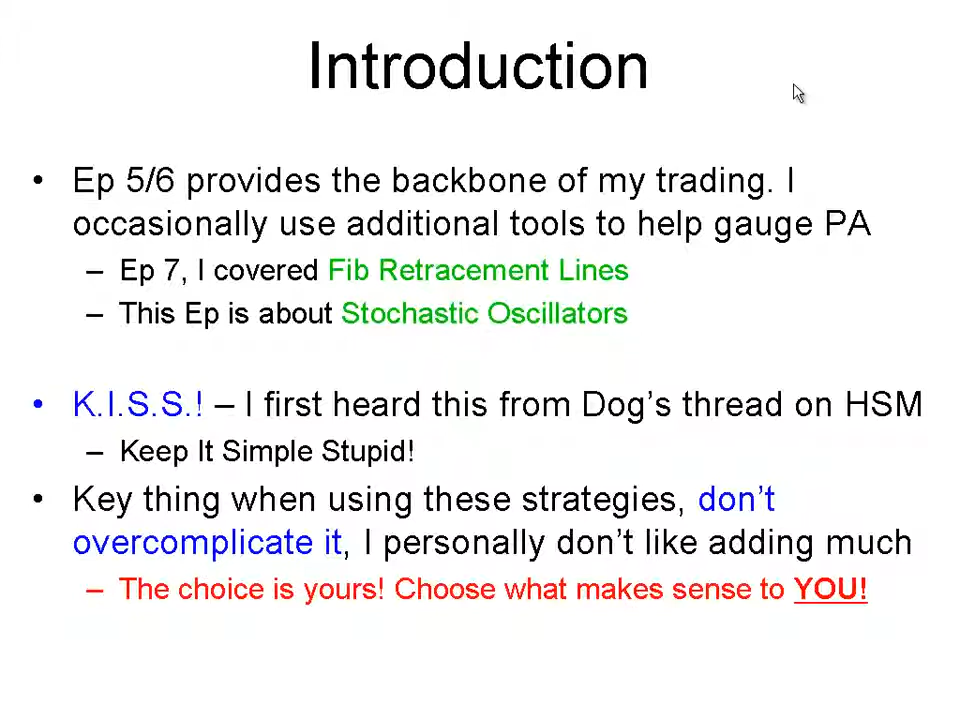 Introduction
• Ep 5/6 provides the backbone of my trading. I
occasionally use additional tools to help gauge PA
– Ep 7, I covered Fib Retracement Lines
– This Ep is about Stochastic Oscillators
• K.I.S.S.! – I first heard this from Dog’s thread on HSM
– Keep It Simple Stupid!
• Key thing when using these strategies, don’t
overcomplicate it, I personally don’t like adding much
– The choice is yours! Choose what makes sense to YOU!